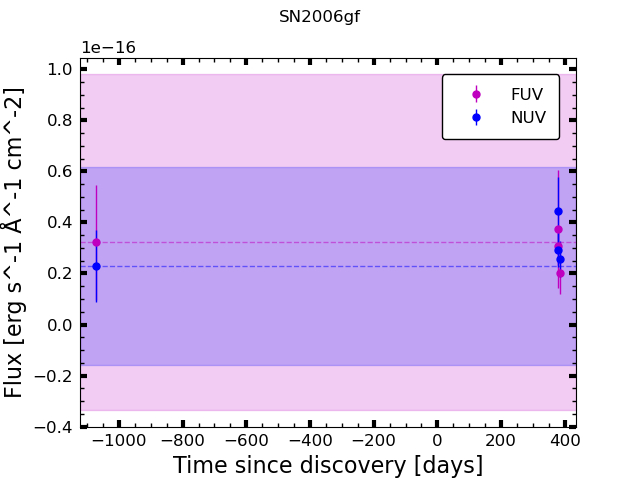 SN2006gf
1e−16
1.0
0.8
0.6
0.4
0.2
0.0
−0.2
−0.4
Flux [erg s^-1 Å^-1 cm^-2]
FUV
NUV
−1000 −800 −600 −400 −200 0 200 400
Time since discovery [days]